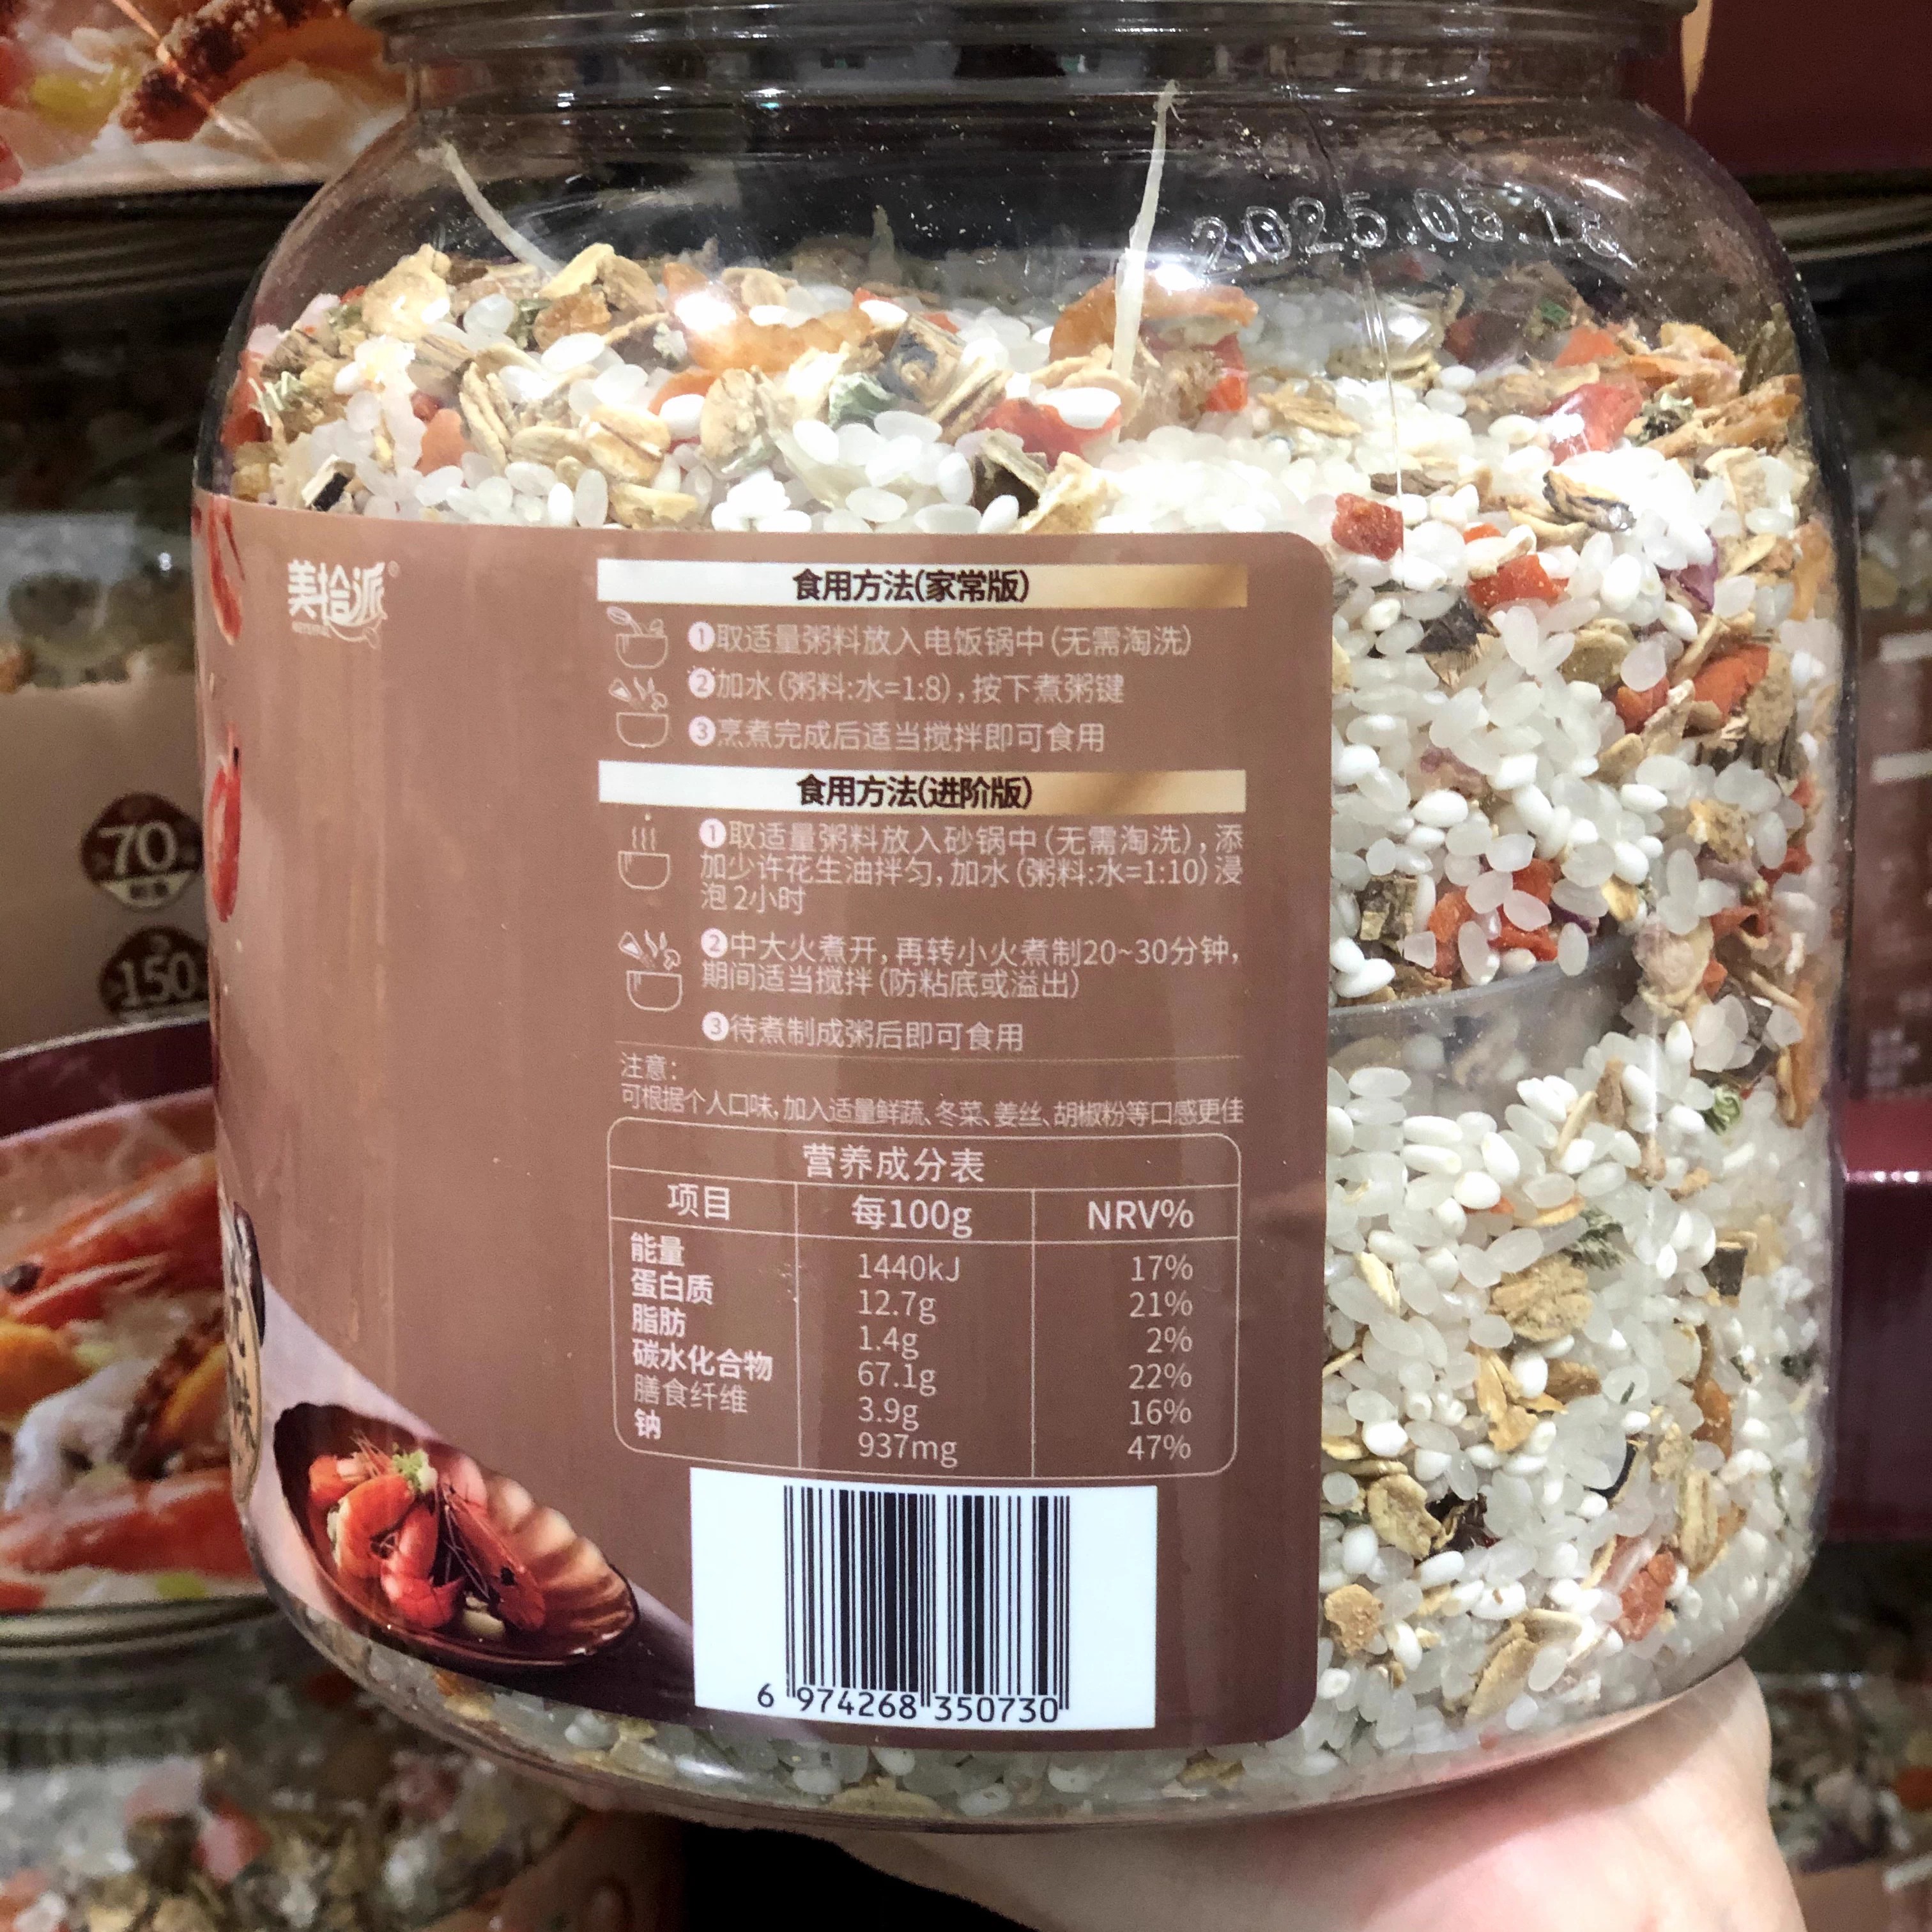 2025.05.1
美拾派®
食用方法(家常版)
①取适量粥料放入电饭锅中(无需淘洗)
②加水(粥料:水=1:8),按下煮粥键
③烹煮完成后适当搅拌即可食用
食用方法(进阶版)
①取适量粥料放入砂锅中(无需淘洗),添
加少许花生油拌匀,加水(粥料:水=1:10)浸
泡2小时
②中大火煮开,再转小火煮制20~30分钟,
期间适当搅拌(防粘底或溢出)
③待煮制成粥后即可食用
注意:
可根据个人口味,加入适量鲜蔬、冬菜、姜丝、胡椒粉等口感更佳
营养成分表
项目 每100g NRV%
能量 1440kJ 17%
蛋白质 12.7g 21%
脂肪 1.4g 2%
碳水化合物 67.1g 22%
膳食纤维 3.9g 16%
钠 937mg 47%
6 974268 350730
70
150